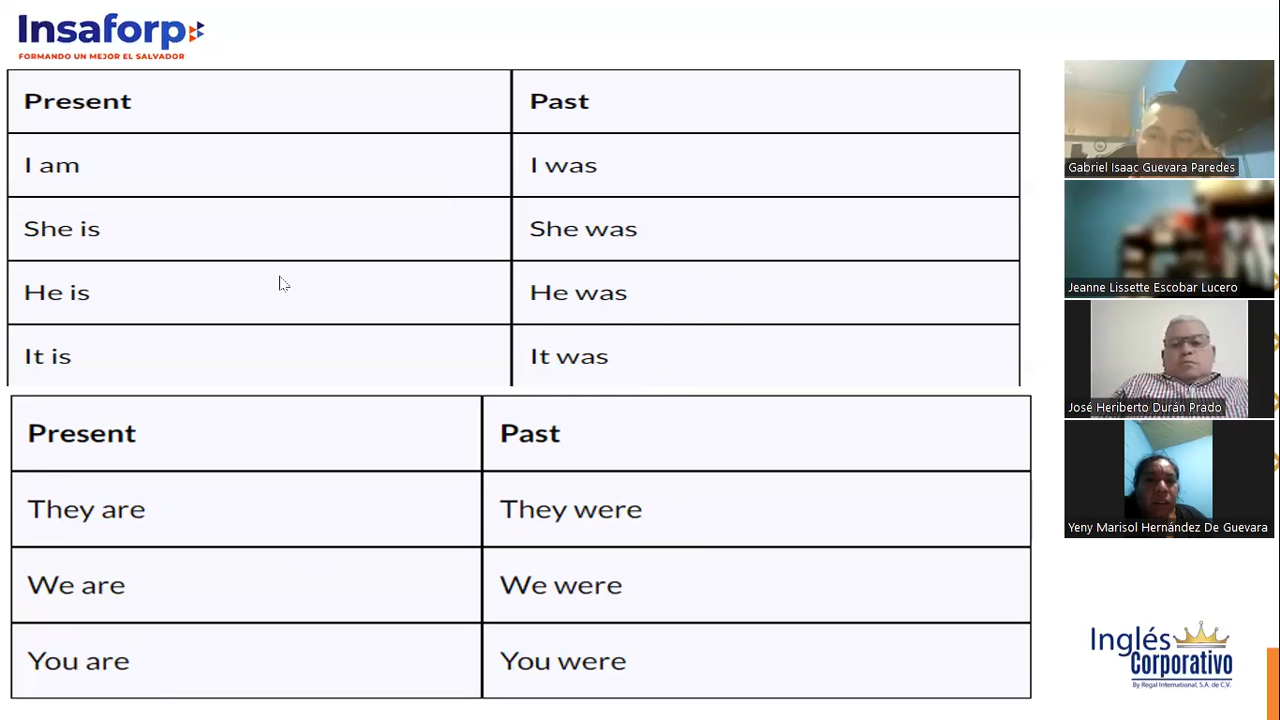 Insaforp
FORMANDO UN MEJOR EL SALVADOR
Present Past
I am I was
She is She was
He is He was
It is It was
Present Past
They are They were
We are We were
You are You were
Gabriel Isaac Guevara Paredes
Jeanne Lissette Escobar Lucero
José Heriberto Durán Prado
Yeny Marisol Hernández De Guevara
Inglés
Corporativo
By Regal International, S.A. de C.V.